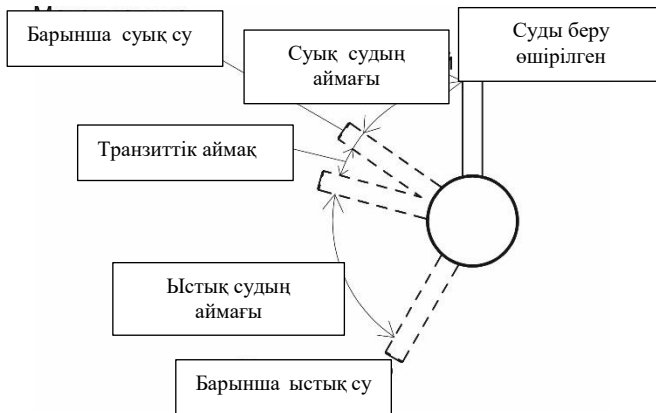 Барынша суық су
Суық судың
аймағы
Суды беру
өшірілген
Транзиттік аймақ
Ыстық судың
аймағы
Барынша ыстық су